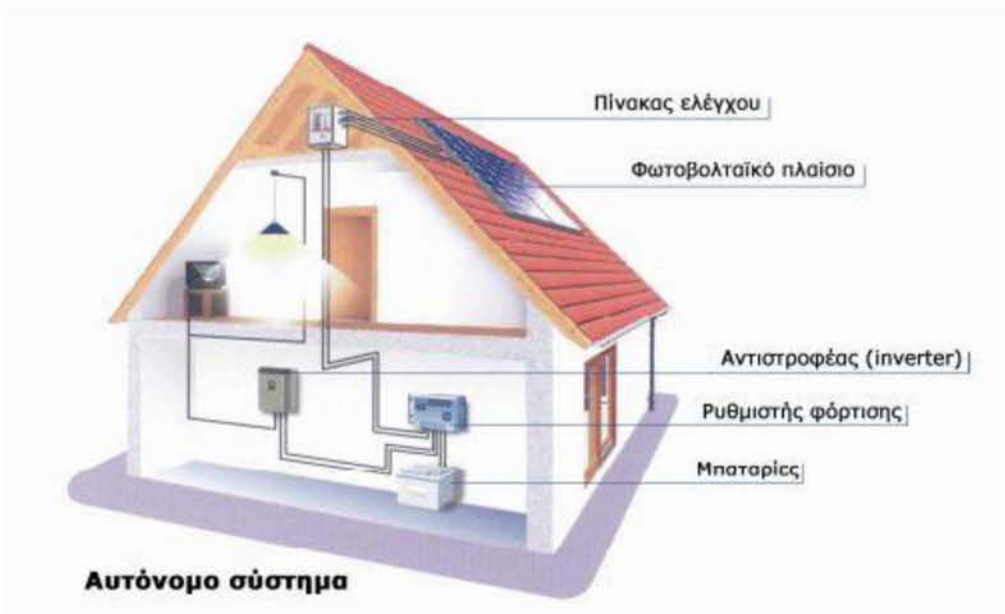 Πίνακας ελέγχου
Φωτοβολταϊκό πλαίσιο
Αντιστροφέας (inverter)
Ρυθμιστής φόρτισης
Μπαταρίες
Αυτόνομο σύστημα